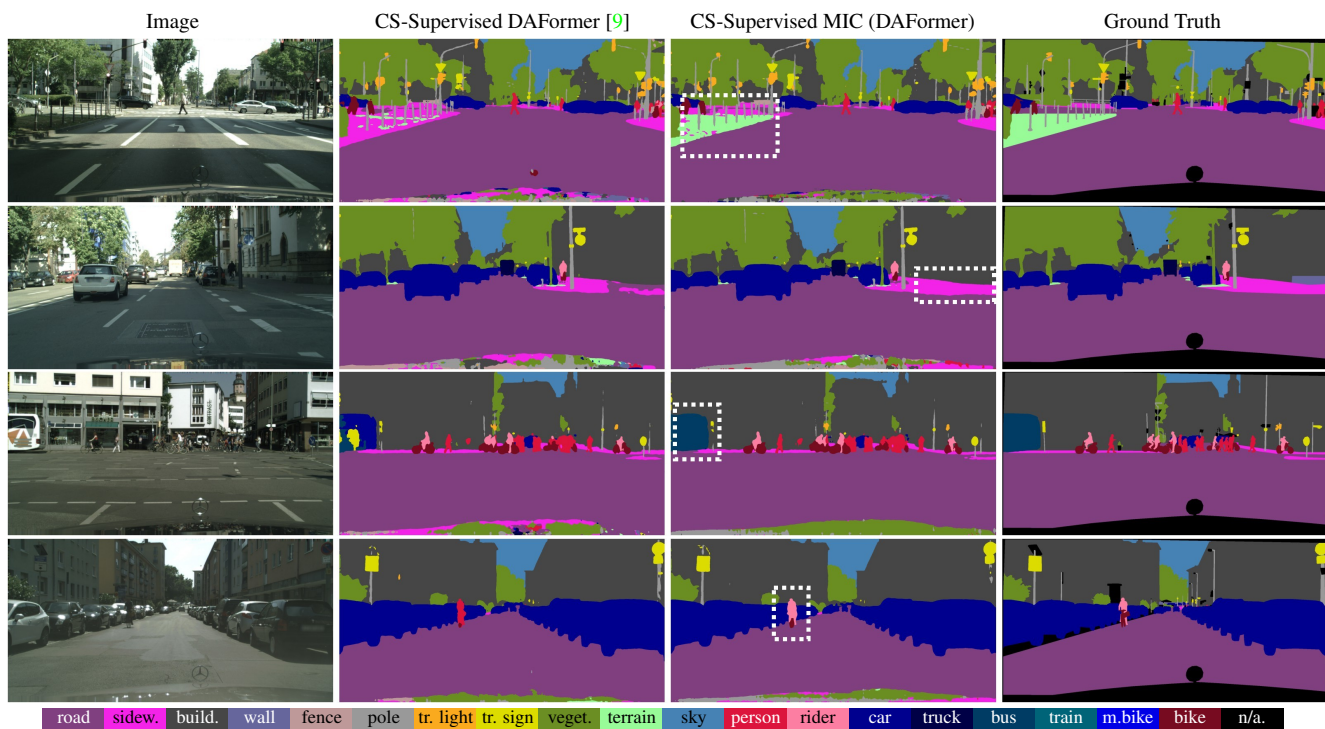 Image CS-Supervised DAFormer [9] CS-Supervised MIC (DAFormer) Ground Truth
road sidew. build. wall fence pole tr. light tr. sign veget. terrain sky person rider car truck bus train m.bike bike n/a.